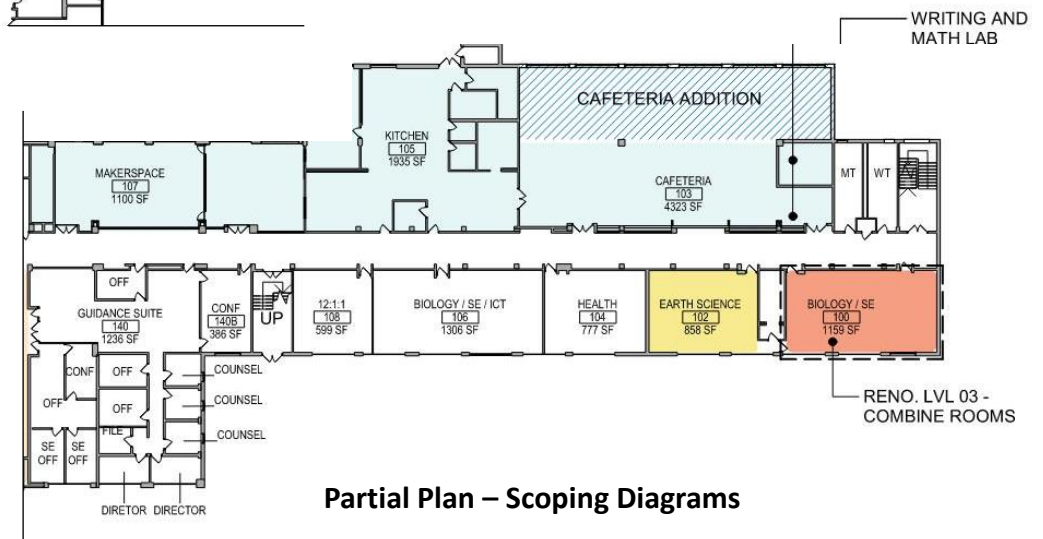 WRITING AND
MATH LAB
CAFETERIA ADDITION
KITCHEN
105
1935 SF
MAKERSPACE
107
1100 SF
CAFETERIA
103
4323 SF
MT
WT
OFF
GUIDANCE SUITE
140
1236 SF
CONF
140B
386 SF
UP
12:1:1
108
599 SF
BIOLOGY / SE / ICT
106
1306 SF
HEALTH
104
777 SF
EARTH SCIENCE
102
858 SF
BIOLOGY / SE
100
1159 SF
CONF
OFF
COUNSEL
OFF
OFF
COUNSEL
FILE
COUNSEL
SE
OFF
SE
OFF
RENO. LVL 03 -
COMBINE ROOMS
DIRETOR
DIRECTOR
Partial Plan – Scoping Diagrams